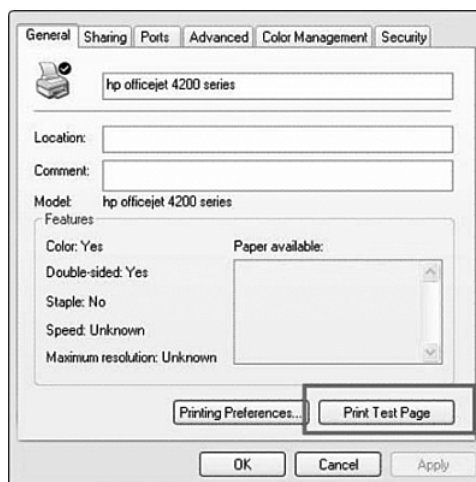 General Sharing Ports Advanced Color Management Security
hp officejet 4200 series
Location:
Comment:
Model: hp officejet 4200 series
Features
Color: Yes Paper available:
Double-sided: Yes
Staple: No
Speed: Unknown
Maximum resolution: Unknown
Printing Preferences... Print Test Page
OK Cancel Apply